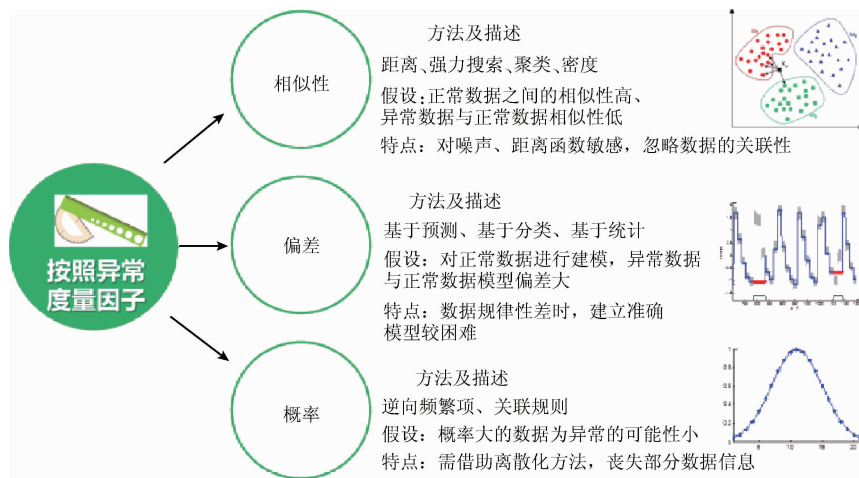 按照异常
度量因子
相似性
方法及描述
距离、强力搜索、聚类、密度
假设:正常数据之间的相似性高、
异常数据与正常数据相似性低
特点：对噪声、距离函数敏感，忽略数据的关联性
偏差
方法及描述
基于预测、基于分类、基于统计
假设：对正常数据进行建模，异常数据
与正常数据模型偏差大
特点：数据规律性差时，建立准确
模型较困难
概率
方法及描述
逆向频繁项、关联规则
假设：概率大的数据为异常的可能性小
特点：需借助离散化方法，丧失部分数据信息
1
0.8
0.6
0.4
0.2